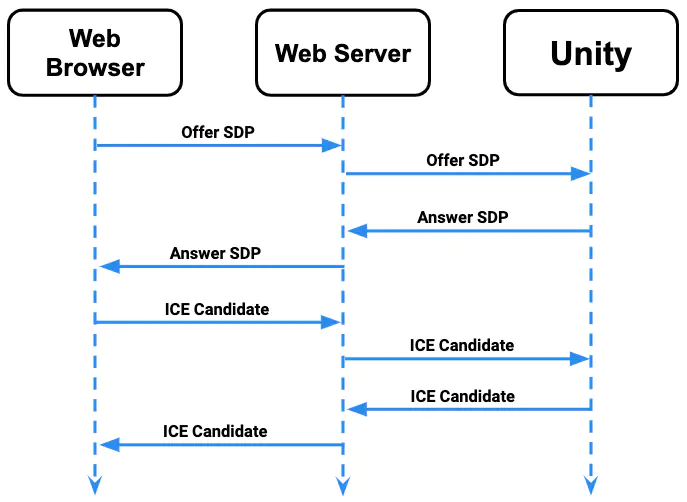 Web
Browser
Web Server
Unity
Offer SDP
Offer SDP
Answer SDP
Answer SDP
ICE Candidate
ICE Candidate
ICE Candidate
ICE Candidate